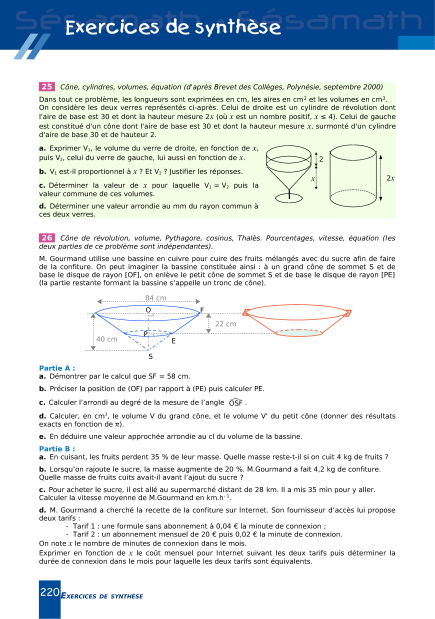 Sésamath Sésamath Sésamath
Exercices de synthèse
25 Cône, cylindres, volumes, équation (d'après Brevet des Collèges, Polynésie, septembre 2000)
Dans tout ce problème, les longueurs sont exprimées en cm, les aires en cm² et les volumes en cm³.
On considère les deux verres représentés ci-après. Celui de droite est un cylindre de révolution dont
l'aire de base est 30 et dont la hauteur mesure 2x (où x est un nombre positif, x ≤ 4). Celui de gauche
est constitué d'un cône dont l'aire de base est 30 et dont la hauteur mesure x, surmonté d'un cylindre
d'aire de base 30 et de hauteur 2.
a. Exprimer V₁, le volume du verre de droite, en fonction de x,
puis V₂, celui du verre de gauche, lui aussi en fonction de x.
b. V₁ est-il proportionnel à x ? Et V₂ ? Justifier les réponses.
c. Déterminer la valeur de x pour laquelle V₁ = V₂ puis la
valeur commune de ces volumes.
d. Déterminer une valeur arrondie au mm du rayon commun à
ces deux verres.
2
x
2x
26 Cône de révolution, volume, Pythagore, cosinus, Thalès. Pourcentages, vitesse, équation (les
deux parties de ce problème sont indépendantes).
M. Gourmand utilise une bassine en cuivre pour cuire des fruits mélangés avec du sucre afin de faire
de la confiture. On peut imaginer la bassine constituée ainsi : à un grand cône de sommet S et de
base le disque de rayon [OF], on enlève le petit cône de sommet S et de base le disque de rayon [PE]
(la partie restante formant la bassine s'appelle un tronc de cône).
84 cm
O
F
22 cm
P
40 cm
E
S
Partie A :
a. Démontrer par le calcul que SF = 58 cm.
b. Préciser la position de (OF) par rapport à (PE) puis calculer PE.
c. Calculer l'arrondi au degré de la mesure de l'angle OSF .
d. Calculer, en cm³, le volume V du grand cône, et le volume V' du petit cône (donner des résultats
exacts en fonction de π).
e. En déduire une valeur approchée arrondie au cl du volume de la bassine.
Partie B :
a. En cuisant, les fruits perdent 35 % de leur masse. Quelle masse reste-t-il si on cuit 4 kg de fruits ?
b. Lorsqu'on rajoute le sucre, la masse augmente de 20 %. M.Gourmand a fait 4,2 kg de confiture.
Quelle masse de fruits cuits avait-il avant l'ajout du sucre ?
c. Pour acheter le sucre, il est allé au supermarché distant de 28 km. Il a mis 35 min pour y aller.
Calculer la vitesse moyenne de M.Gourmand en km.h⁻¹.
d. M. Gourmand a cherché la recette de la confiture sur Internet. Son fournisseur d'accès lui propose
deux tarifs :
- Tarif 1 : une formule sans abonnement à 0,04 € la minute de connexion ;
- Tarif 2 : un abonnement mensuel de 20 € puis 0,02 € la minute de connexion.
On note x le nombre de minutes de connexion dans le mois.
Exprimer en fonction de x le coût mensuel pour Internet suivant les deux tarifs puis déterminer la
durée de connexion dans le mois pour laquelle les deux tarifs sont équivalents.
220 EXERCICES DE SYNTHÈSE